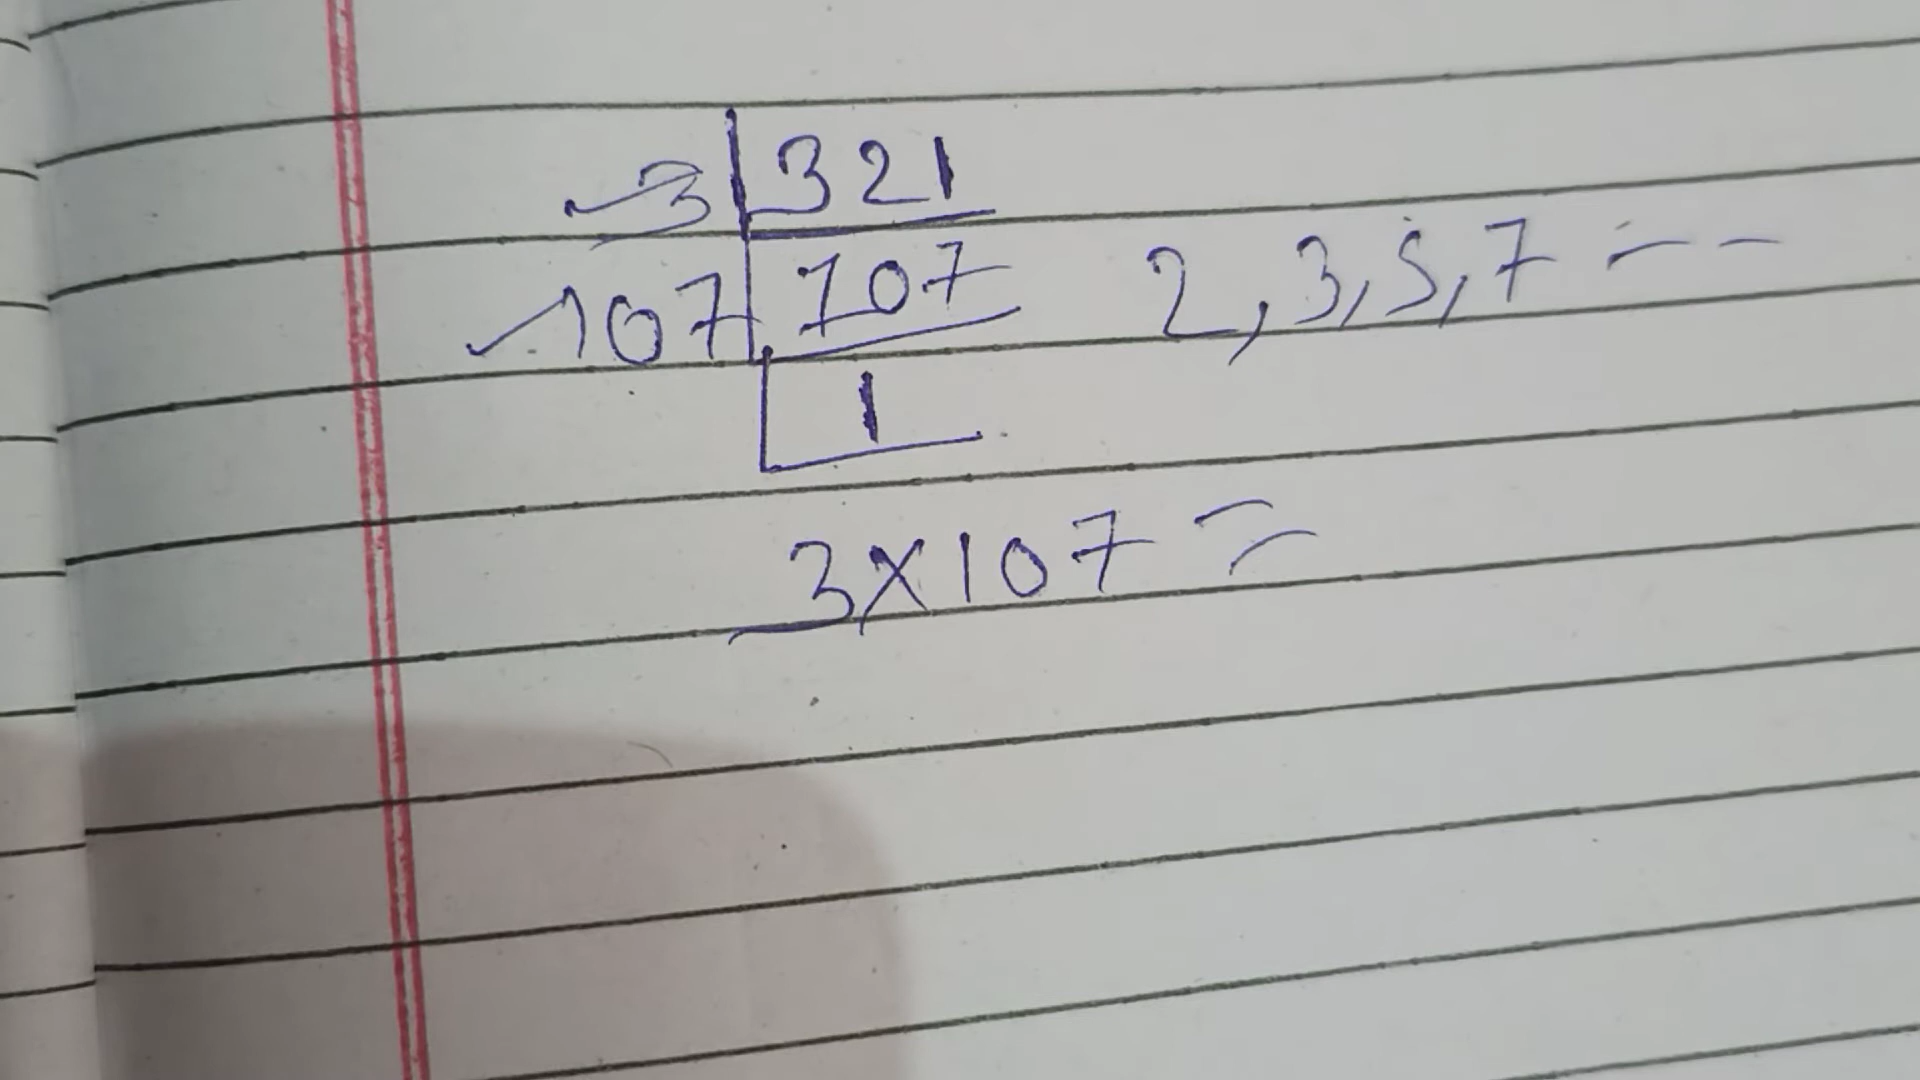 3 321
107 107 2, 3, 5, 7 - - -
1
3×107 =